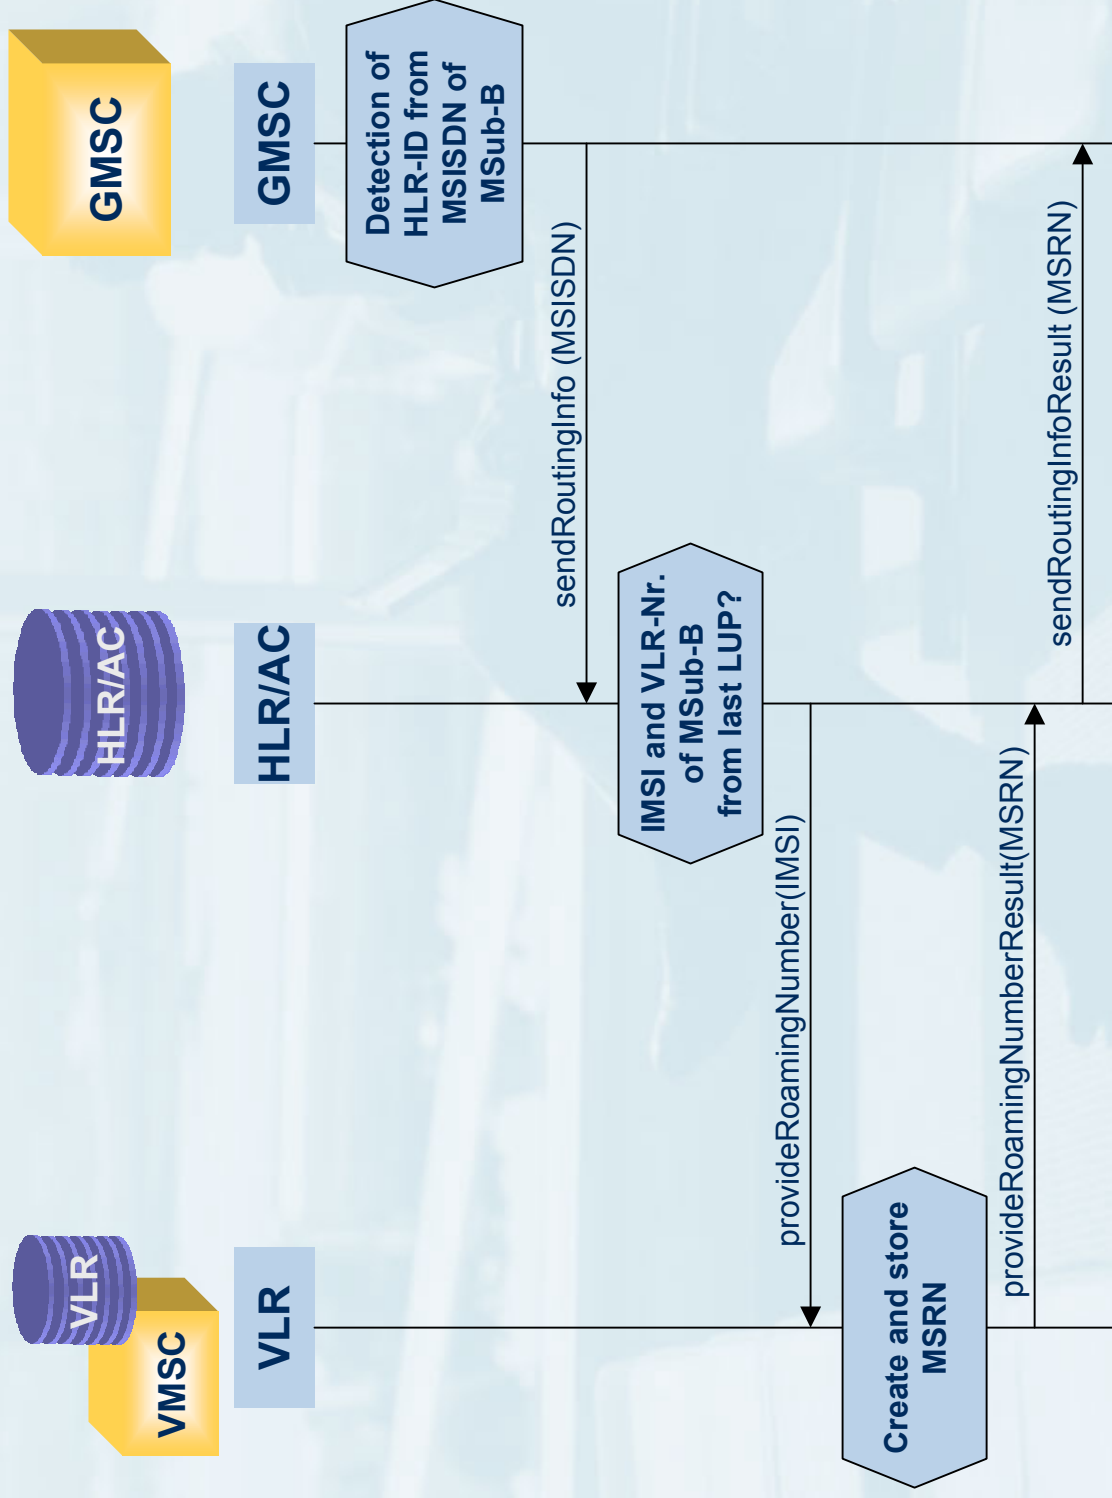 VLR
VMSC
HLR/AC
GMSC
VLR
HLR/AC
GMSC
Detection of
HLR-ID from
MSISDN of
MSub-B
sendRoutingInfo (MSISDN)
IMSI and VLR-Nr.
of MSub-B
from last LUP?
provideRoamingNumber(IMSI)
Create and store
MSRN
provideRoamingNumberResult(MSRN)
sendRoutingInfoResult (MSRN)